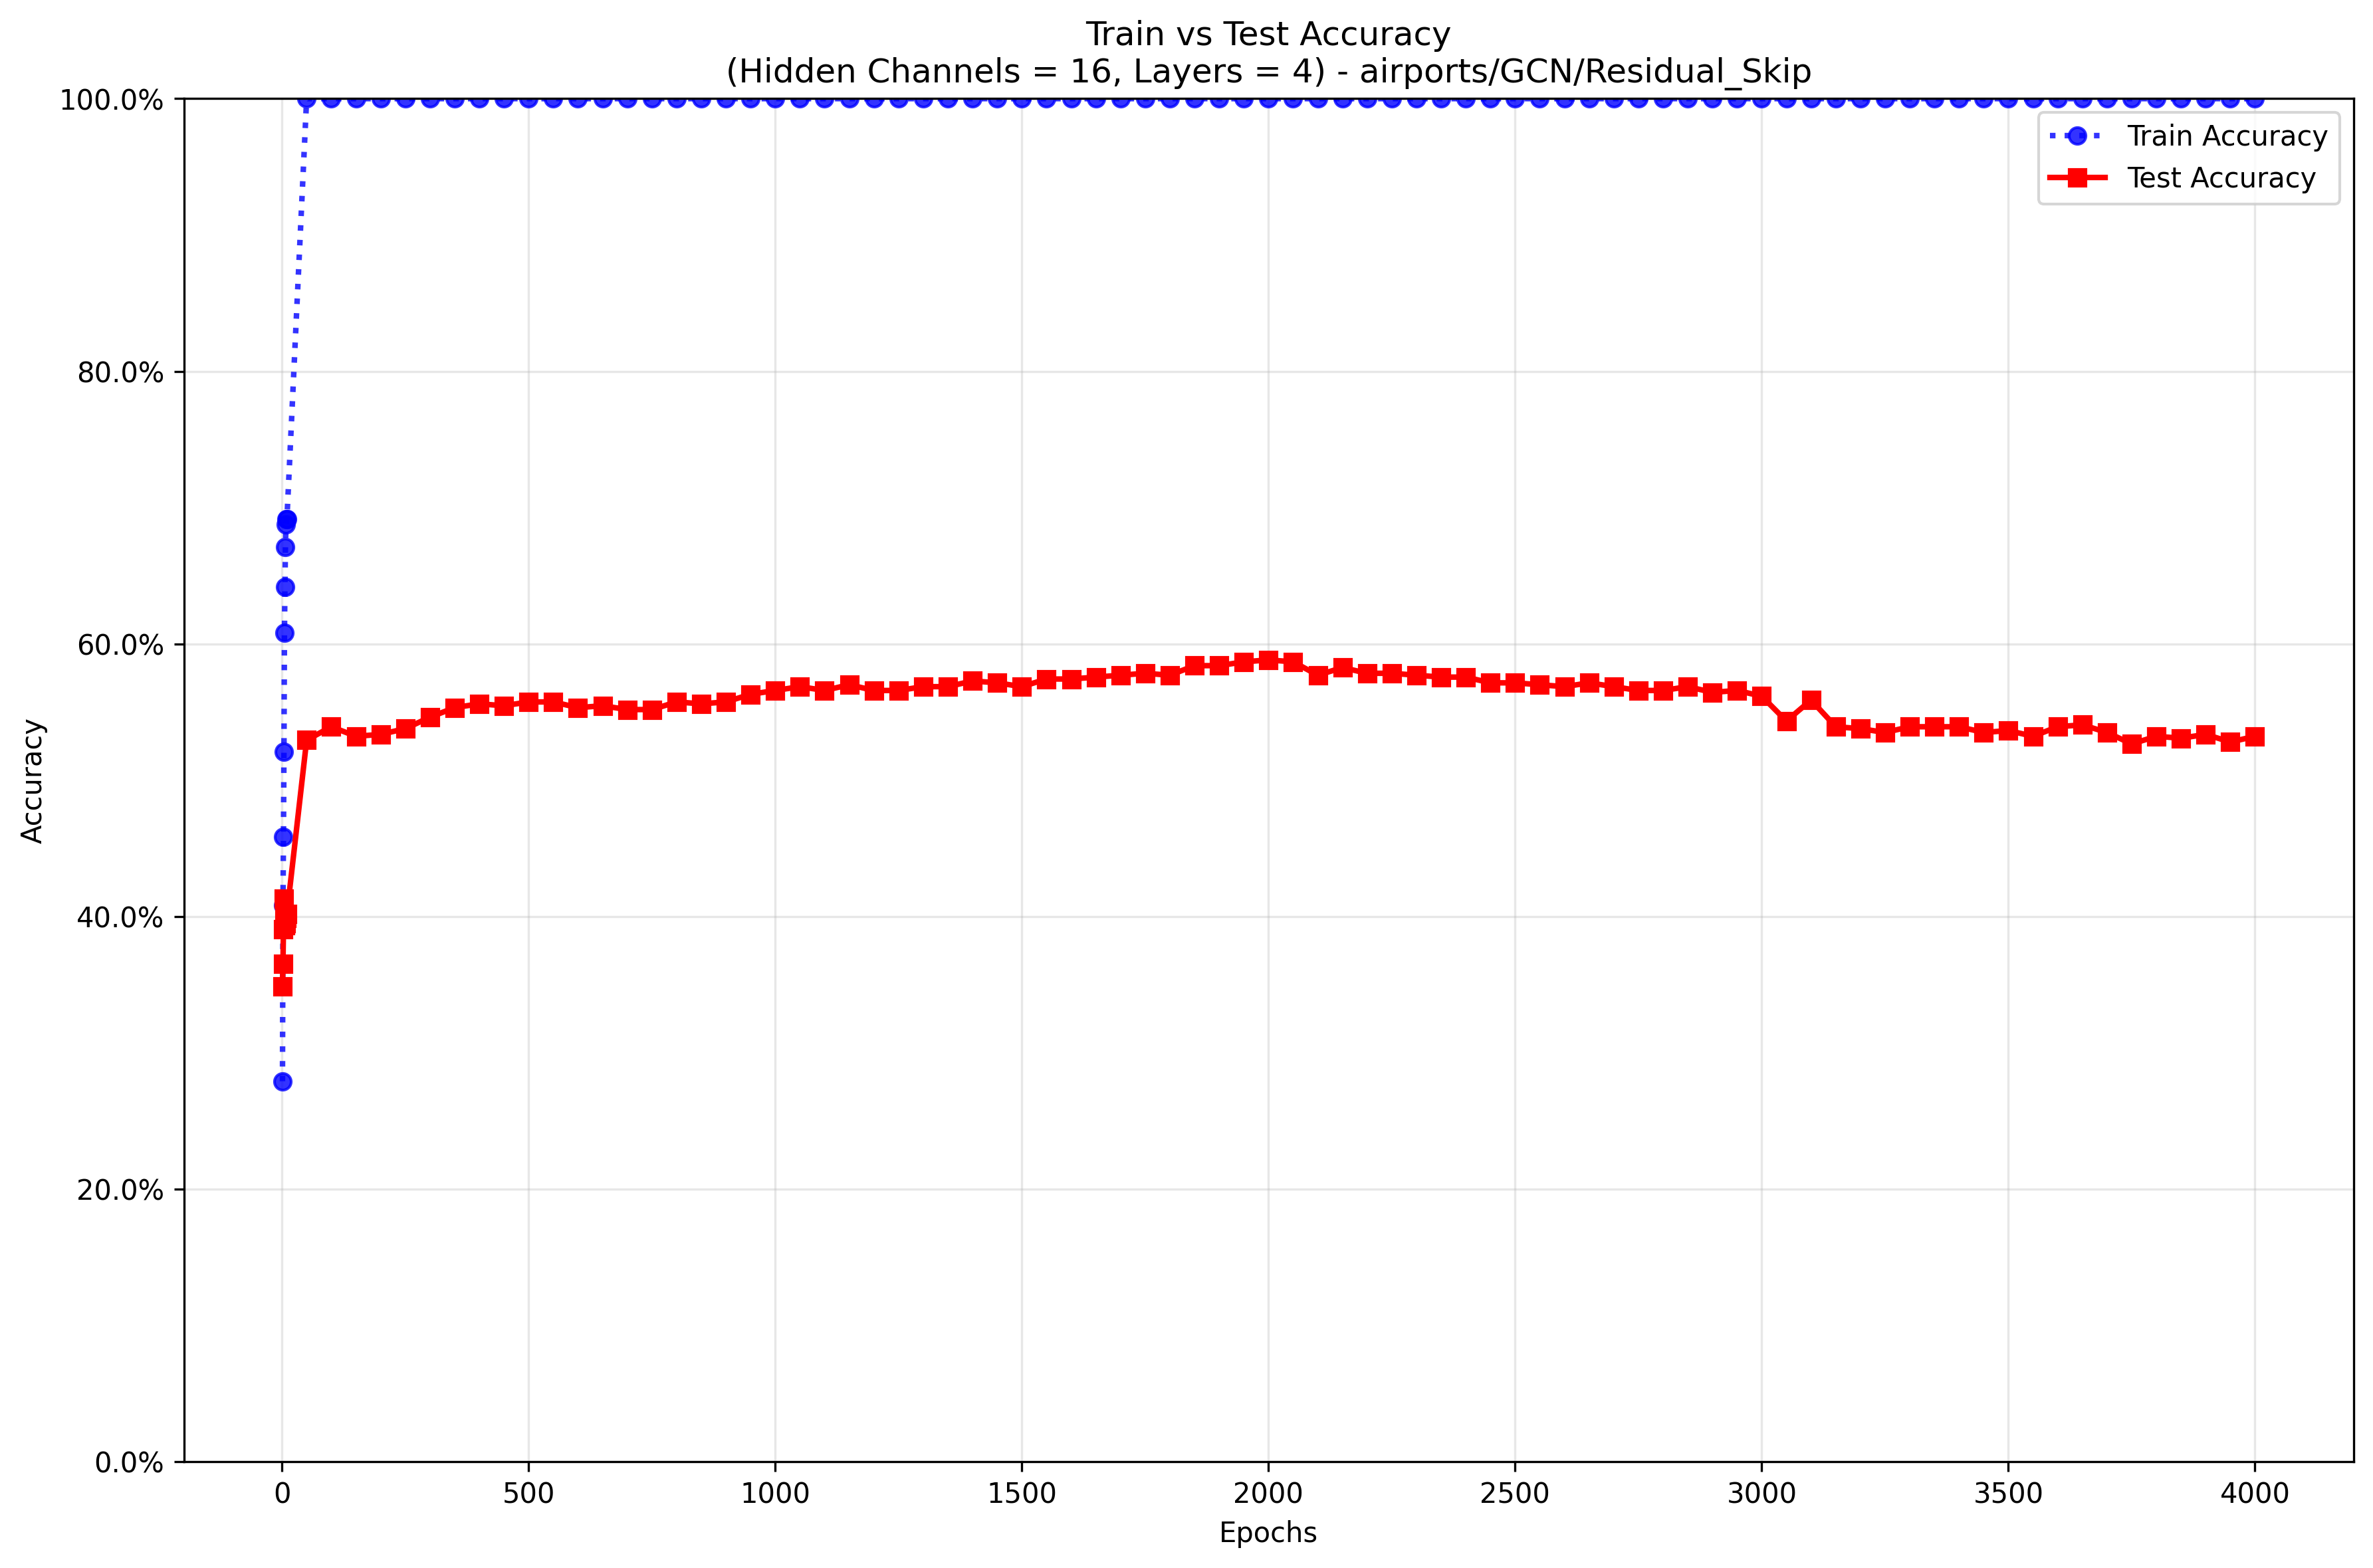 Train vs Test Accuracy
(Hidden Channels = 16, Layers = 4) - airports/GCN/Residual_Skip
100.0%
80.0%
60.0%
40.0%
20.0%
0.0%
Accuracy
Train Accuracy
Test Accuracy
0 500 1000 1500 2000 2500 3000 3500 4000
Epochs